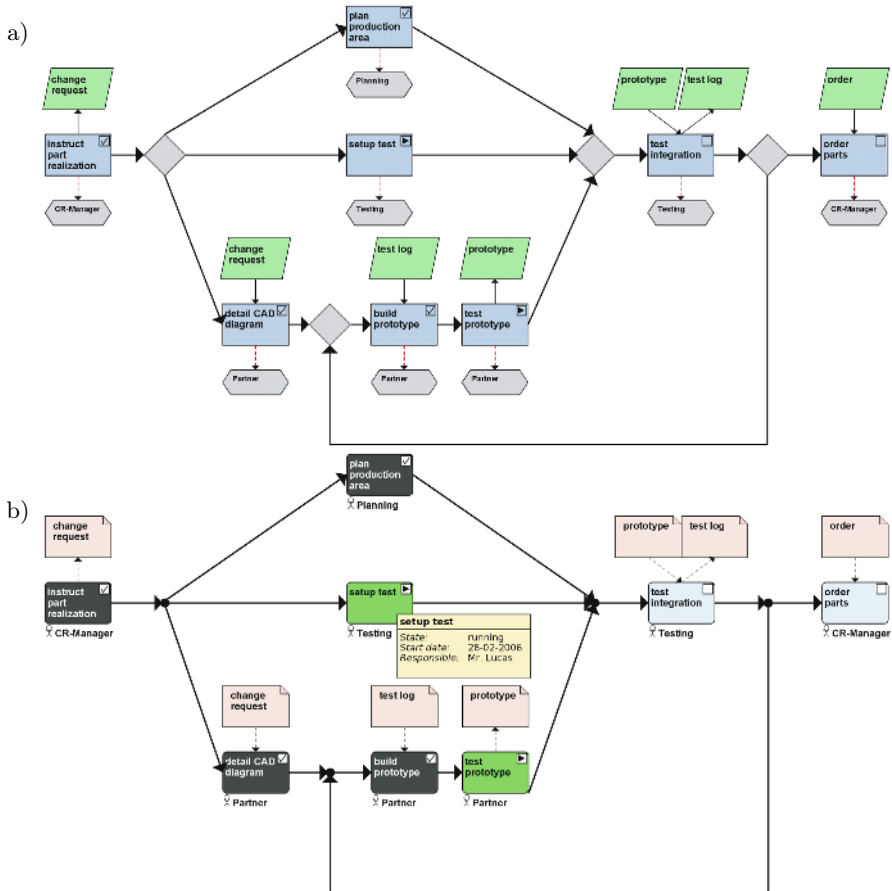 a)
plan
production
area
Planning
change
request
prototype
test log
order
instruct
part
realization
setup test
test
integration
order
parts
CR-Manager
Testing
Testing
CR-Manager
change
request
test log
prototype
detail CAD
diagram
build
prototype
test
prototype
Partner
Partner
Partner
b)
plan
production
area
Planning
change
request
prototype
test log
order
instruct
part
realization
setup test
test
integration
order
parts
CR-Manager
Testing
Testing
CR-Manager
setup test
State: running
Start date: 28-02-2006
Responsible: Mr. Lucas
change
request
test log
prototype
detail CAD
diagram
build
prototype
test
prototype
Partner
Partner
Partner